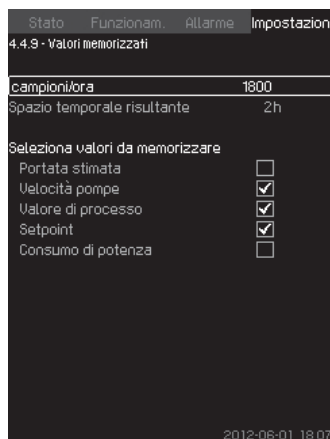 Stato Funzionam. Allarme Impostazion
4.4.9 - Valori memorizzati
campioni/ora 1800
Spazio temporale risultante 2h
Seleziona valori da memorizzare
Portata stimata
Velocità pompe
Valore di processo
Setpoint
Consumo di potenza
2012-06-01 18:07